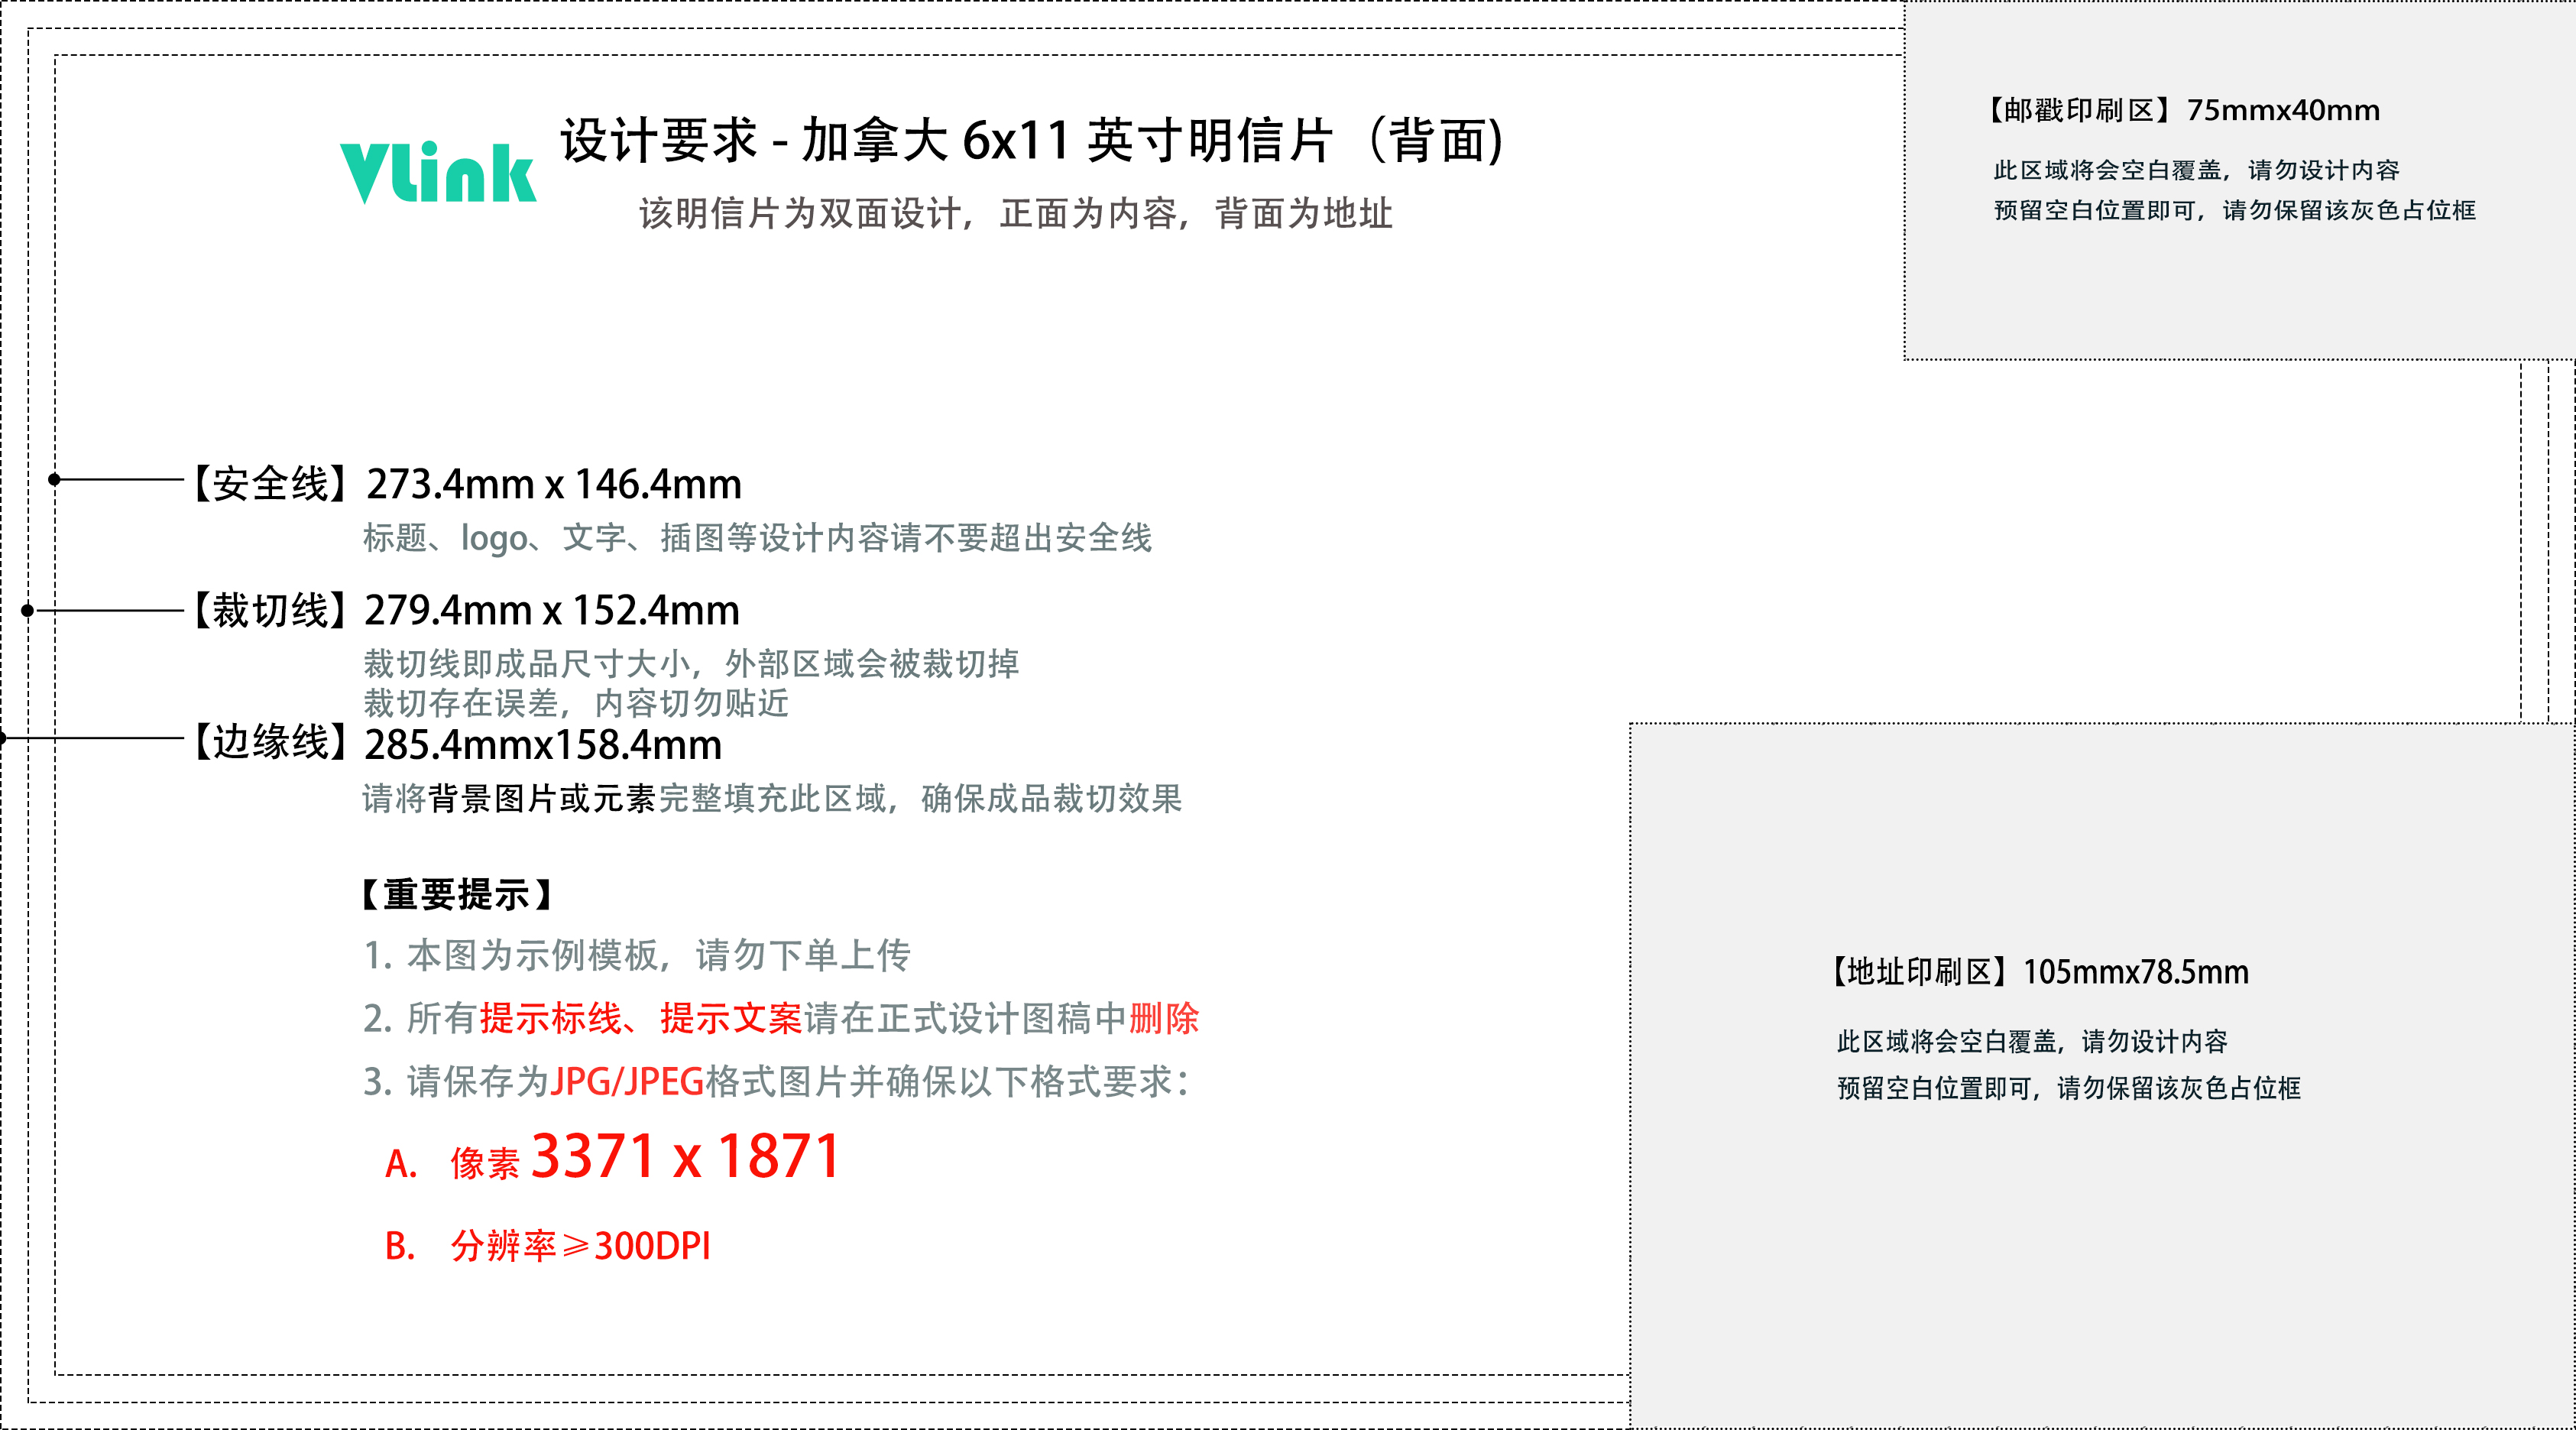 Vlink
设计要求 - 加拿大 6x11 英寸明信片（背面)
该明信片为双面设计，正面为内容，背面为地址
【邮戳印刷区】75mmx40mm
此区域将会空白覆盖，请勿设计内容
预留空白位置即可，请勿保留该灰色占位框
【安全线】273.4mm x 146.4mm
标题、logo、文字、插图等设计内容请不要超出安全线
【裁切线】279.4mm x 152.4mm
裁切线即成品尺寸大小，外部区域会被裁切掉
裁切存在误差，内容切勿贴近
【边缘线】285.4mmx158.4mm
请将背景图片或元素完整填充此区域，确保成品裁切效果
【重要提示】
1. 本图为示例模板，请勿下单上传
2. 所有提示标线、提示文案请在正式设计图稿中删除
3. 请保存为JPG/JPEG格式图片并确保以下格式要求：
A. 像素 3371 x 1871
B. 分辨率≥300DPI
【地址印刷区】105mmx78.5mm
此区域将会空白覆盖，请勿设计内容
预留空白位置即可，请勿保留该灰色占位框